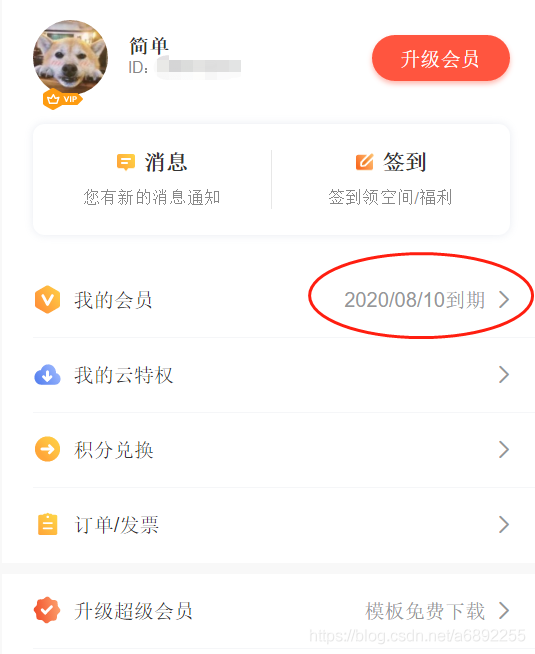 简单
ID：
升级会员
VIP
消息
您有新的消息通知
签到
签到领空间/福利
我的会员
2020/08/10到期
我的云特权
积分兑换
订单/发票
升级超级会员
模板免费下载
https://blog.csdn.net/a6892255